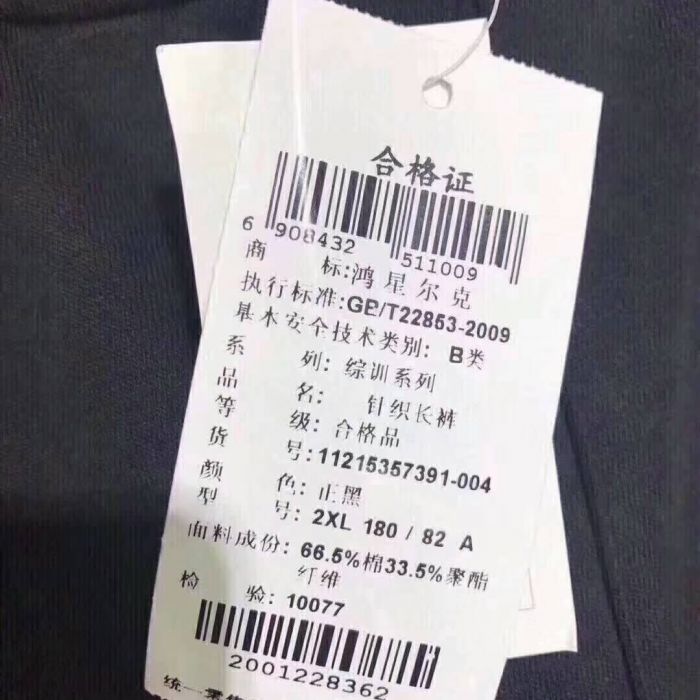 合格证
6 908432 511009
商 标:鸿星尔克
执行标准:GB/T22853-2009
基本安全技术类别: B类
系 列: 综训系列
品 名: 针织长裤
等 级: 合格品
货 号:11215357391-004
颜 色: 正黑
型 号: 2XL 180 / 82 A
面料成份: 66.5%棉33.5%聚酯
纤维
检 验: 10077
2001228362
统一零售